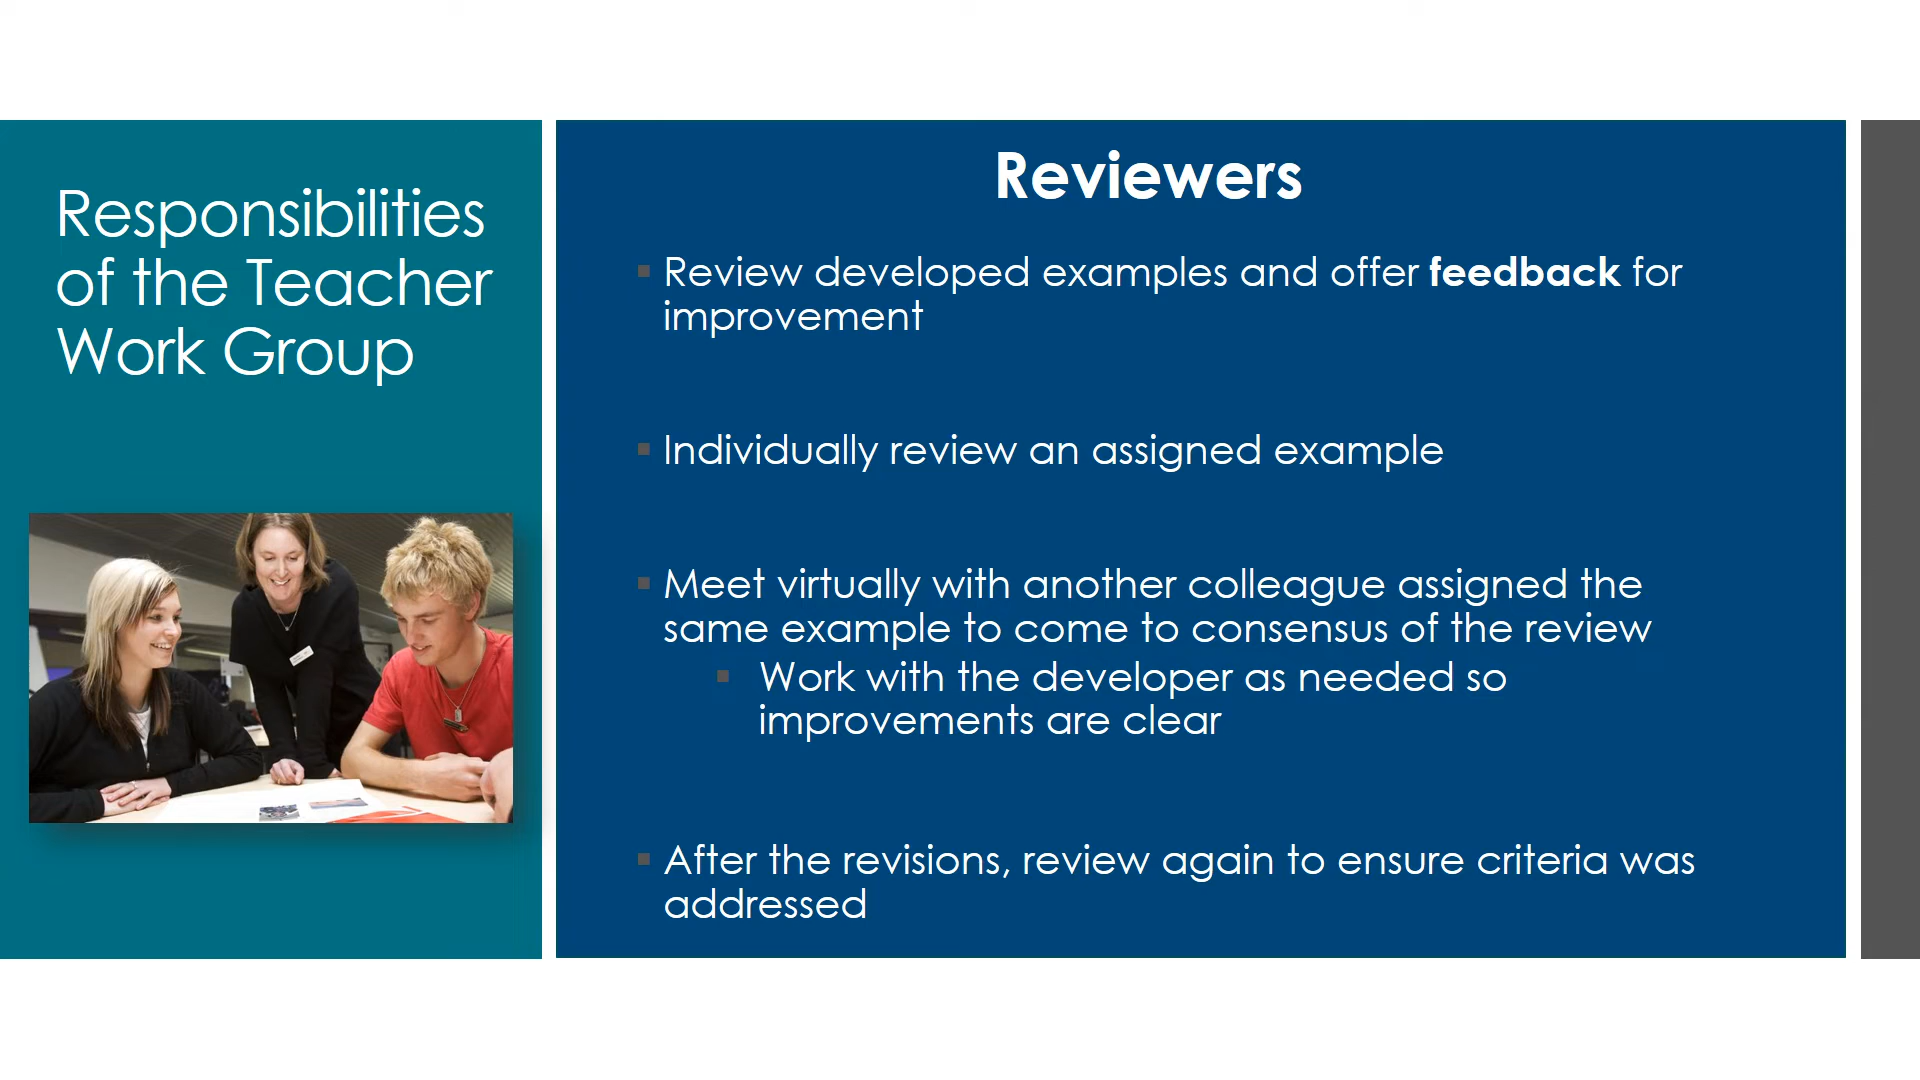 Responsibilities
of the Teacher
Work Group
Reviewers
Review developed examples and offer feedback for
improvement
Individually review an assigned example
Meet virtually with another colleague assigned the
same example to come to consensus of the review
Work with the developer as needed so
improvements are clear
After the revisions, review again to ensure criteria was
addressed